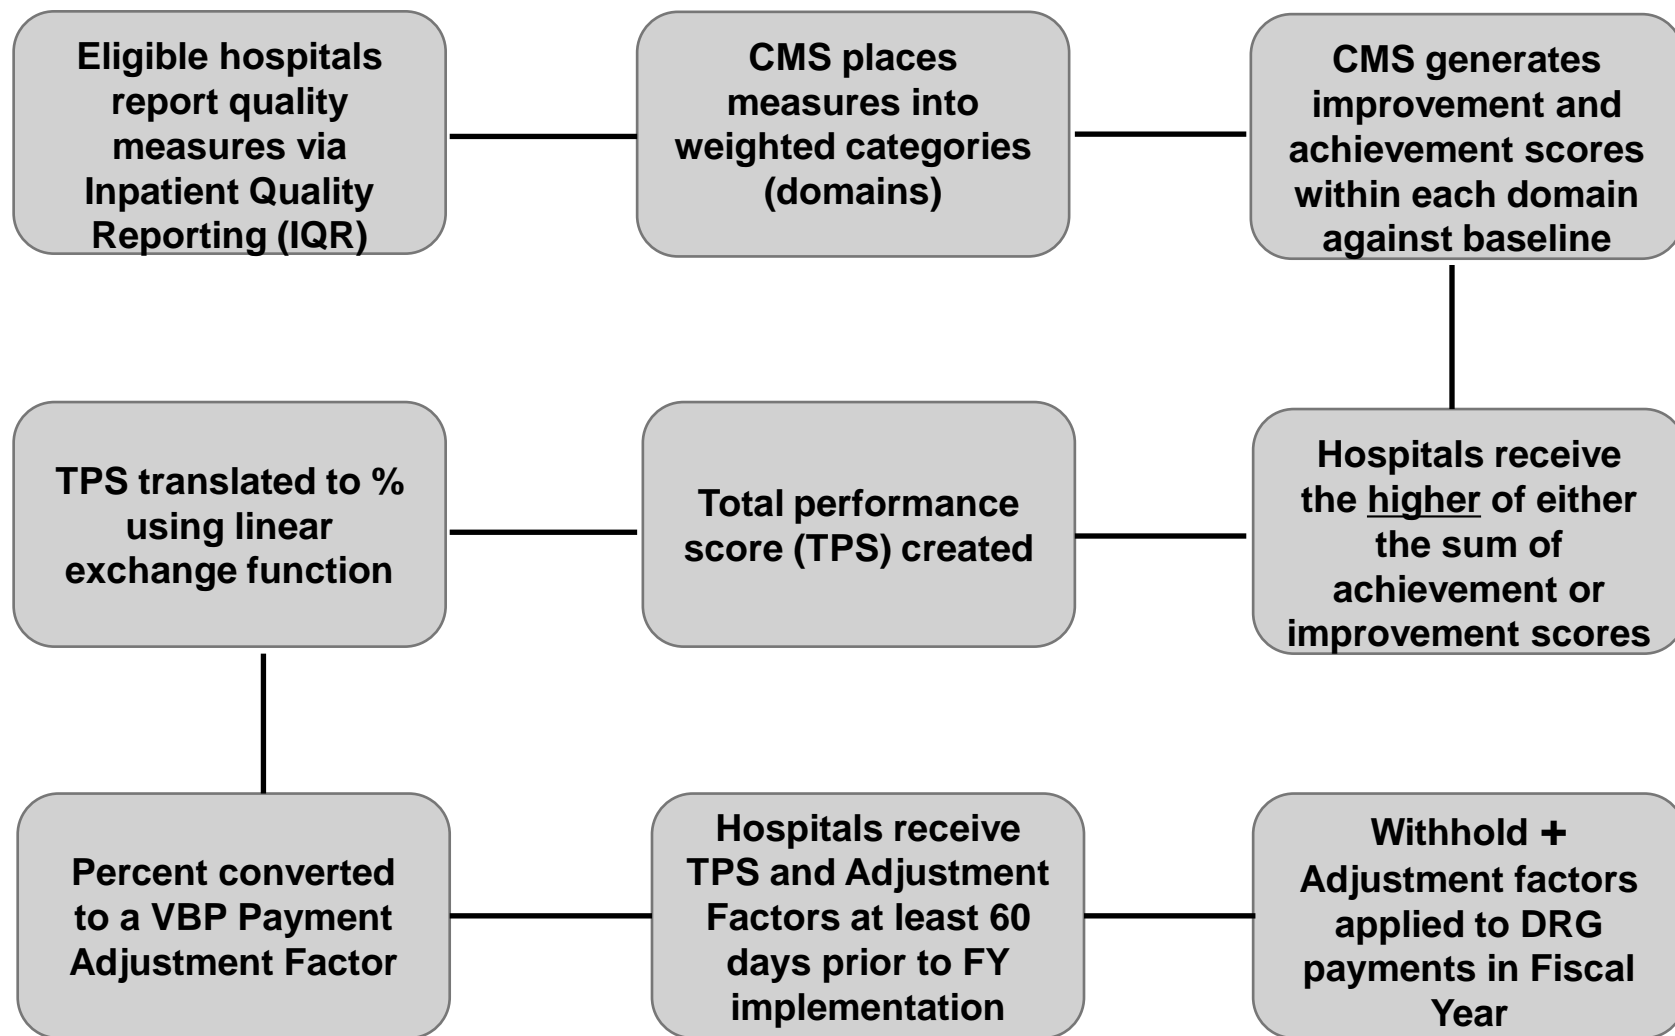 Eligible hospitals
report quality
measures via
Inpatient Quality
Reporting (IQR)
CMS places
measures into
weighted categories
(domains)
CMS generates
improvement and
achievement scores
within each domain
against baseline
Hospitals receive
the higher of either
the sum of
achievement or
improvement scores
Total performance
score (TPS) created
TPS translated to %
using linear
exchange function
Percent converted
to a VBP Payment
Adjustment Factor
Hospitals receive
TPS and Adjustment
Factors at least 60
days prior to FY
implementation
Withhold +
Adjustment factors
applied to DRG
payments in Fiscal
Year